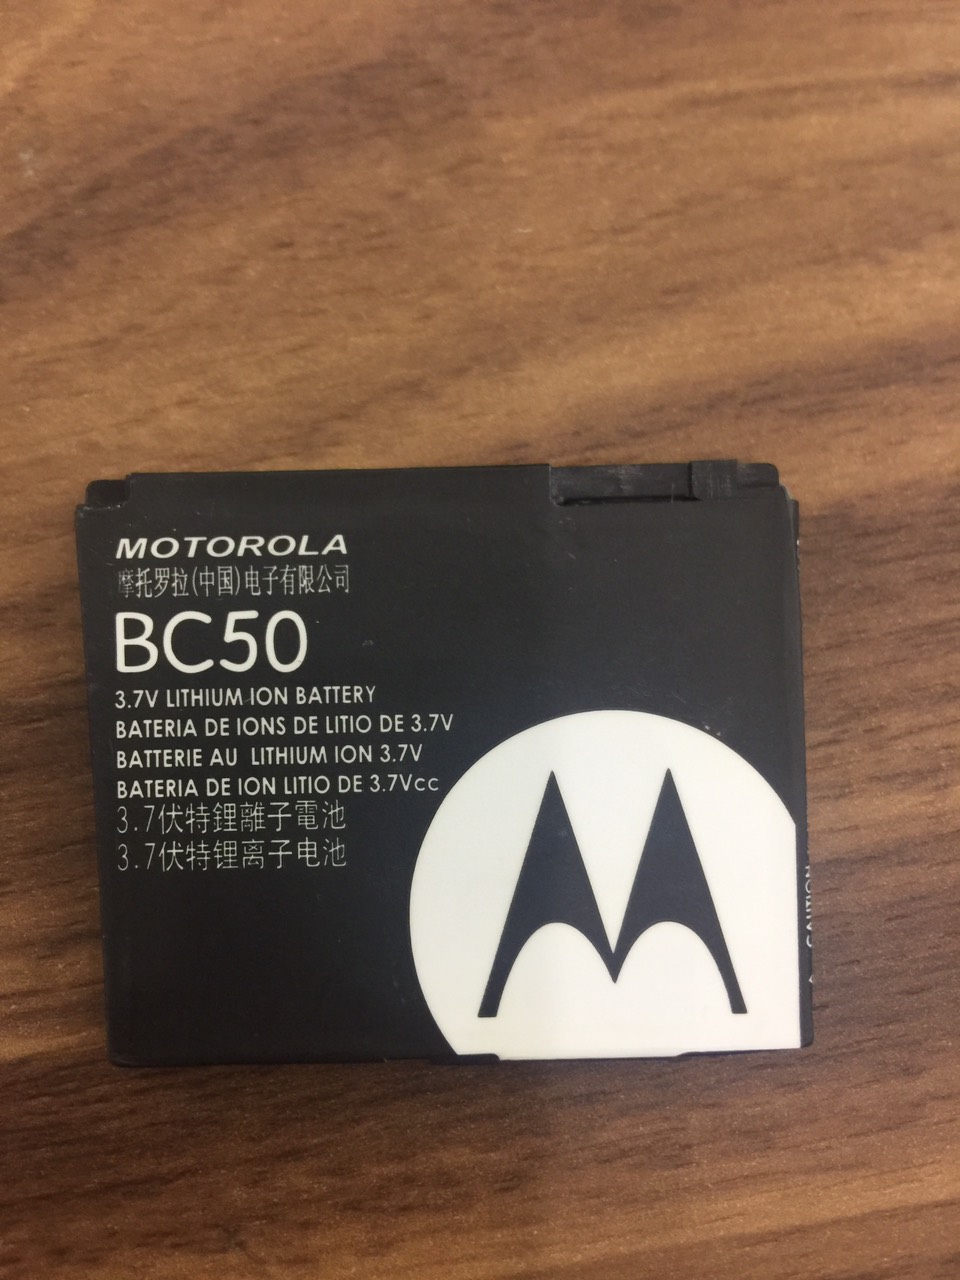 MOTOROLA
摩托罗拉(中国)电子有限公司
BC50
3.7V LITHIUM ION BATTERY
BATERIA DE IONS DE LITIO DE 3.7V
BATTERIE AU LITHIUM ION 3.7V
BATERIA DE ION LITIO DE 3.7Vcc
3.7伏特鋰離子電池
3.7伏特锂离子电池
CAUTION